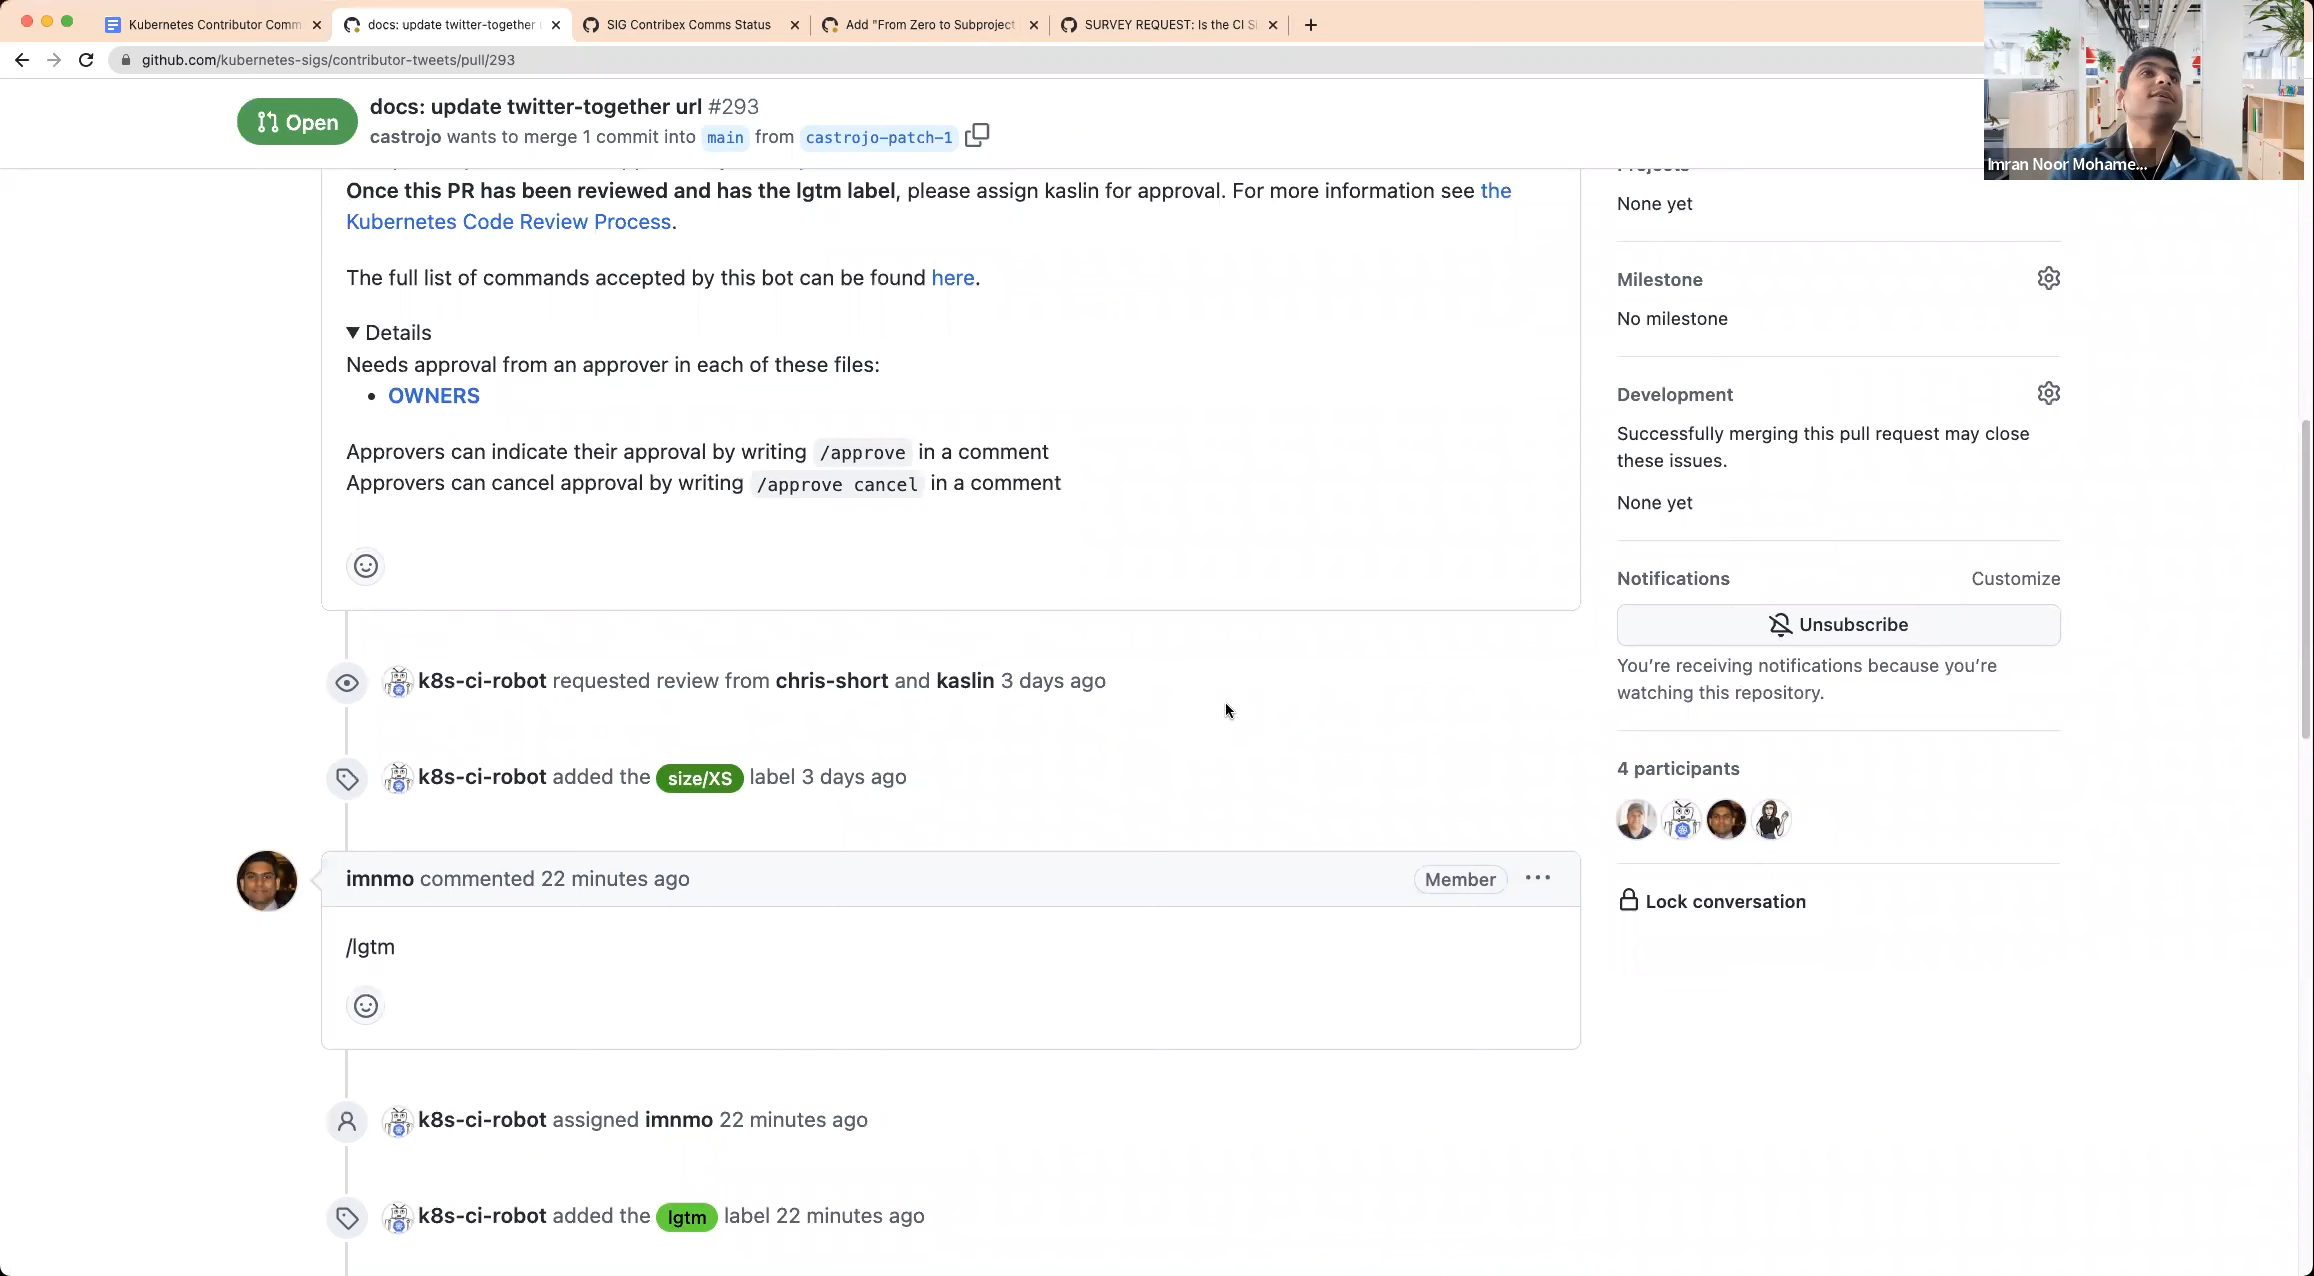 Kubernetes Contributor Comm
docs: update twitter-together
SIG Contribex Comms Status
Add "From Zero to Subproject
SURVEY REQUEST: Is the CI Si
github.com/kubernetes-sigs/contributor-tweets/pull/293
Open
docs: update twitter-together url #293
castrojo wants to merge 1 commit into main from castrojo-patch-1
Imran Noor Mohame...
Once this PR has been reviewed and has the lgtm label, please assign kaslin for approval. For more information see the
Kubernetes Code Review Process.
The full list of commands accepted by this bot can be found here.
Details
Needs approval from an approver in each of these files:
• OWNERS
Approvers can indicate their approval by writing /approve in a comment
Approvers can cancel approval by writing /approve cancel in a comment
k8s-ci-robot requested review from chris-short and kaslin 3 days ago
k8s-ci-robot added the size/XS label 3 days ago
imnmo commented 22 minutes ago
Member
/lgtm
k8s-ci-robot assigned imnmo 22 minutes ago
k8s-ci-robot added the lgtm label 22 minutes ago
Projects
None yet
Milestone
No milestone
Development
Successfully merging this pull request may close
these issues.
None yet
Notifications
Customize
Unsubscribe
You're receiving notifications because you're
watching this repository.
4 participants
Lock conversation